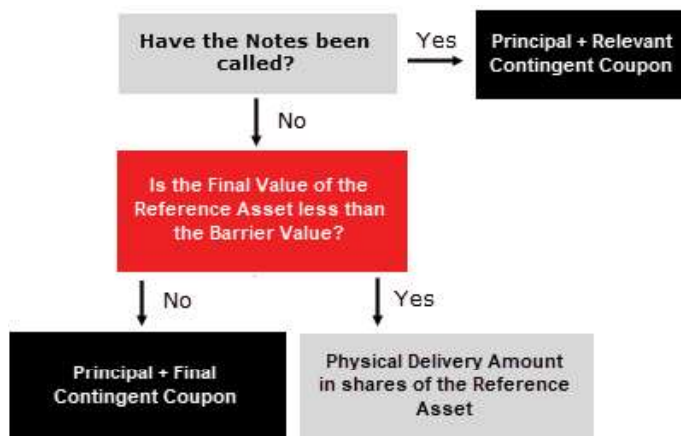 Have the Notes been
called?
Yes
Principal + Relevant
Contingent Coupon
No
Is the Final Value of the
Reference Asset less than
the Barrier Value?
No
Yes
Principal + Final
Contingent Coupon
Physical Delivery Amount
in shares of the Reference
Asset